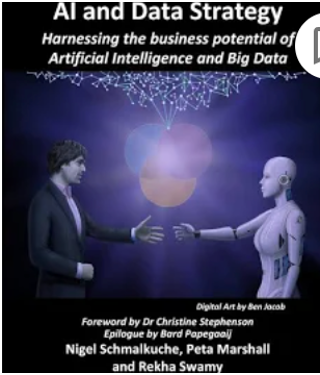 AI and Data Strategy
Harnessing the business potential of
Artificial Intelligence and Big Data
Digital Art by Ben Jacob
Foreword by Dr Christine Stephenson
Epilogue by Bard Papegaaij
Nigel Schmalkuche, Peta Marshall
and Rekha Swamy